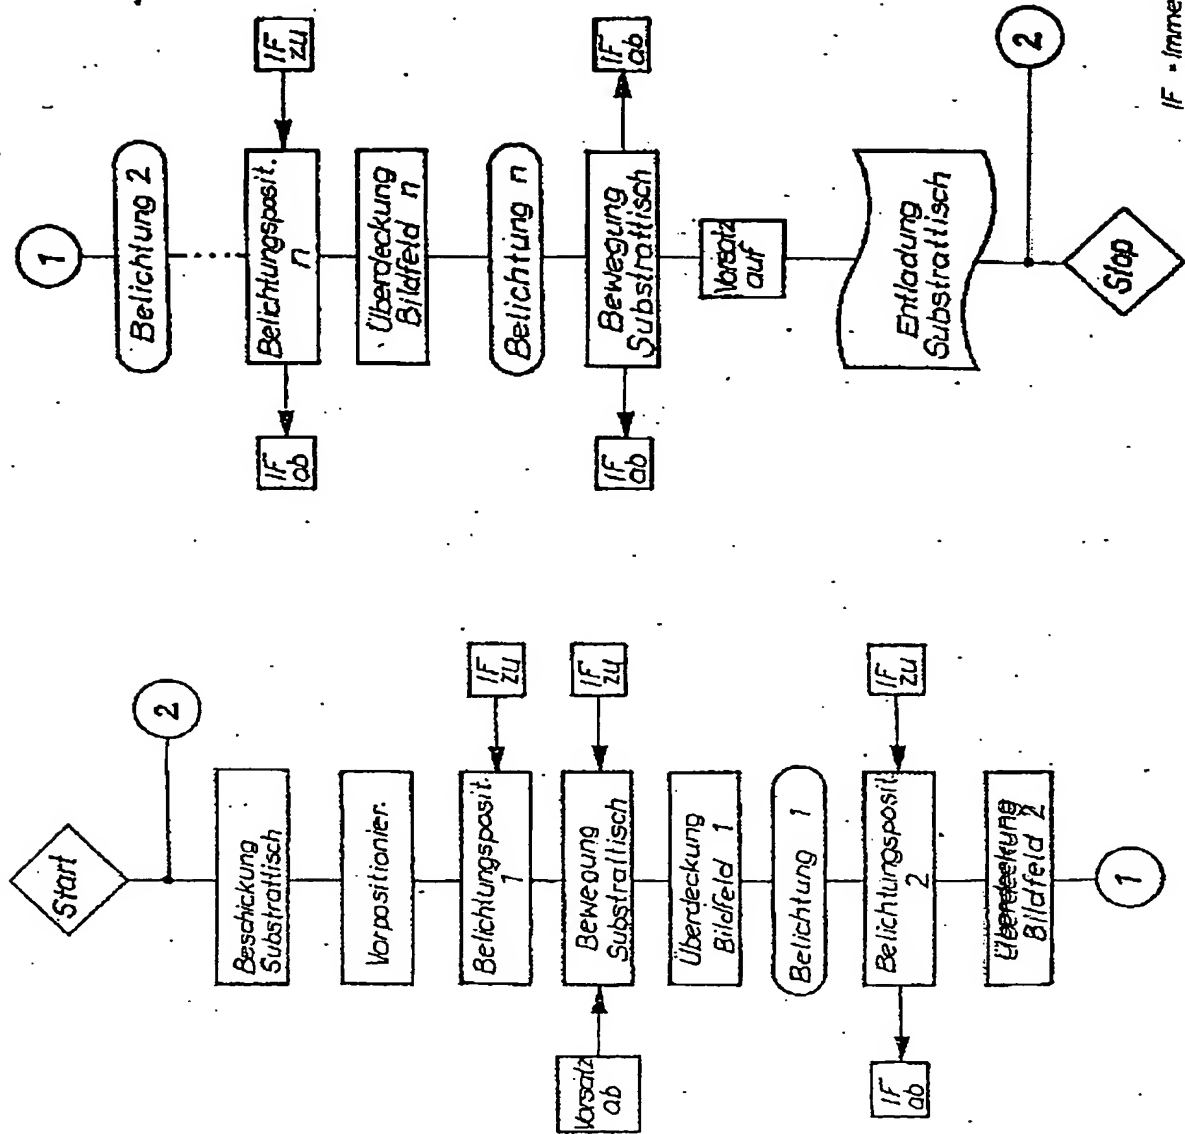 Start
2
Beschickung
Substrattisch
Vorpositionier.
Belichtungsposit.
1
IF
zu
Vorsatz
ab
Bewegung
Substrattisch
IF
zu
Überdeckung
Bildfeld 1
Belichtung 1
IF
ab
Belichtungsposit.
2
IF
zu
Überdeckung
Bildfeld 2
1
1
Belichtung 2
IF
ab
Belichtungsposit.
n
IF
zu
Überdeckung
Bildfeld n
Belichtung n
IF
ab
Bewegung
Substrattisch
IF
ab
Vorsatz
auf
Entladung
Substrattisch
2
Stop
IF =